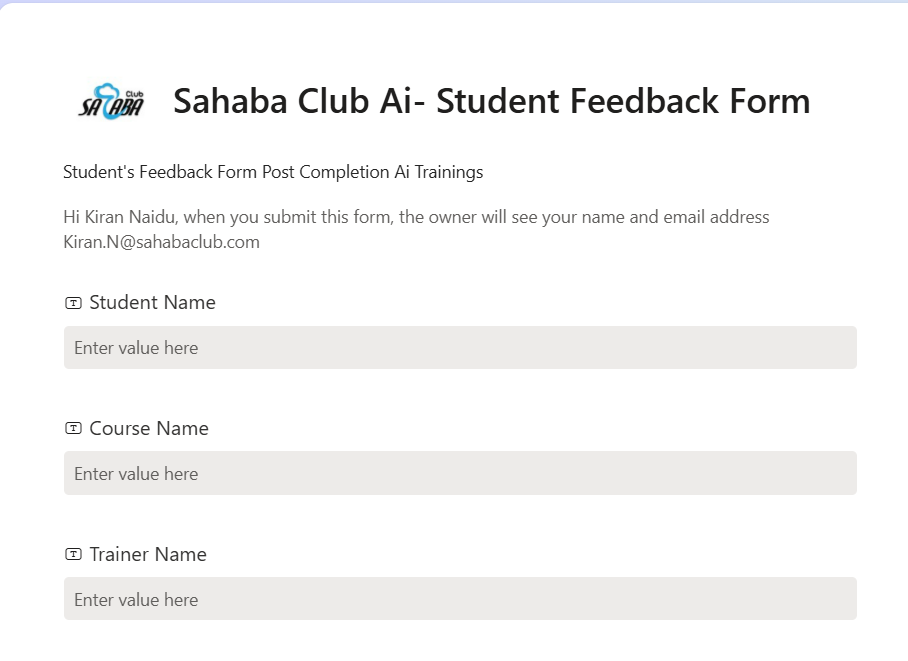 SAHABA Club
Sahaba Club Ai- Student Feedback Form
Student's Feedback Form Post Completion Ai Trainings
Hi Kiran Naidu, when you submit this form, the owner will see your name and email address
Kiran.N@sahabaclub.com
T Student Name
Enter value here
T Course Name
Enter value here
T Trainer Name
Enter value here